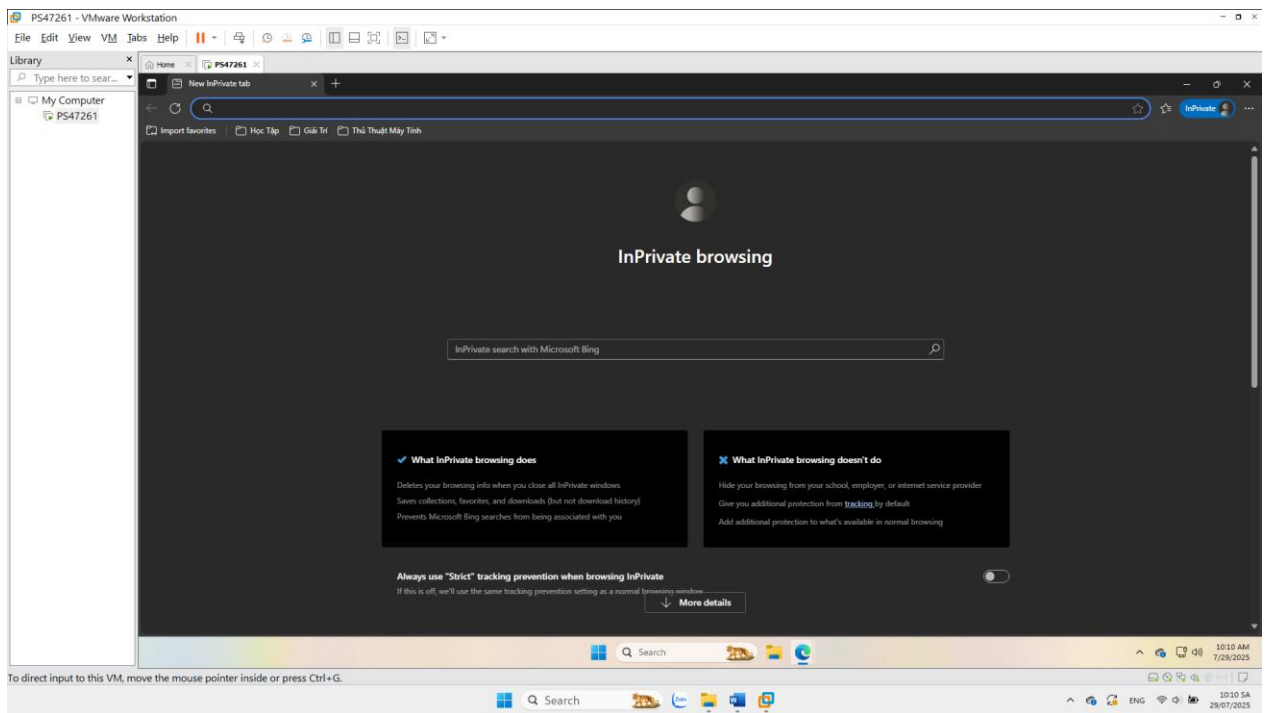 PS47261 - VMware Workstation
File Edit View VM Tabs Help
Library
Home PS47261
Type here to sear...
My Computer
PS47261
New InPrivate tab
InPrivate
Import favorites Học Tập Giải Trí Thủ Thuật Máy Tính
InPrivate browsing
InPrivate search with Microsoft Bing
What InPrivate browsing does
Deletes your browsing info when you close all InPrivate windows
Saves collections, favorites, and downloads (but not download history)
Prevents Microsoft Bing searches from being associated with you
What InPrivate browsing doesn't do
Hide your browsing from your school, employer, or internet service provider
Give you additional protection from tracking by default
Add additional protection to what's available in normal browsing
Always use "Strict" tracking prevention when browsing InPrivate
If this is off, we'll use the same tracking prevention setting as a normal browsing window
More details
Search
10:10 AM
7/29/2025
To direct input to this VM, move the mouse pointer inside or press Ctrl+G.
Search
ENG
10:10 SA
29/07/2025